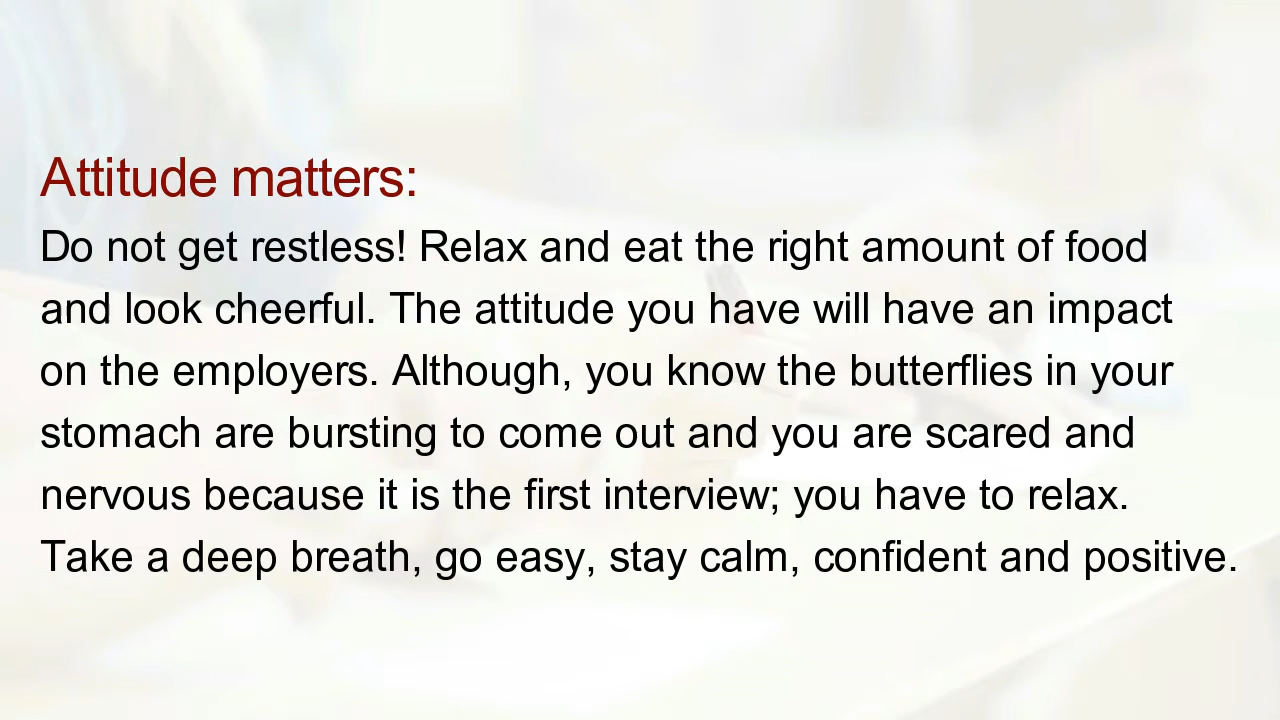 Attitude matters:
Do not get restless! Relax and eat the right amount of food
and look cheerful. The attitude you have will have an impact
on the employers. Although, you know the butterflies in your
stomach are bursting to come out and you are scared and
nervous because it is the first interview; you have to relax.
Take a deep breath, go easy, stay calm, confident and positive.